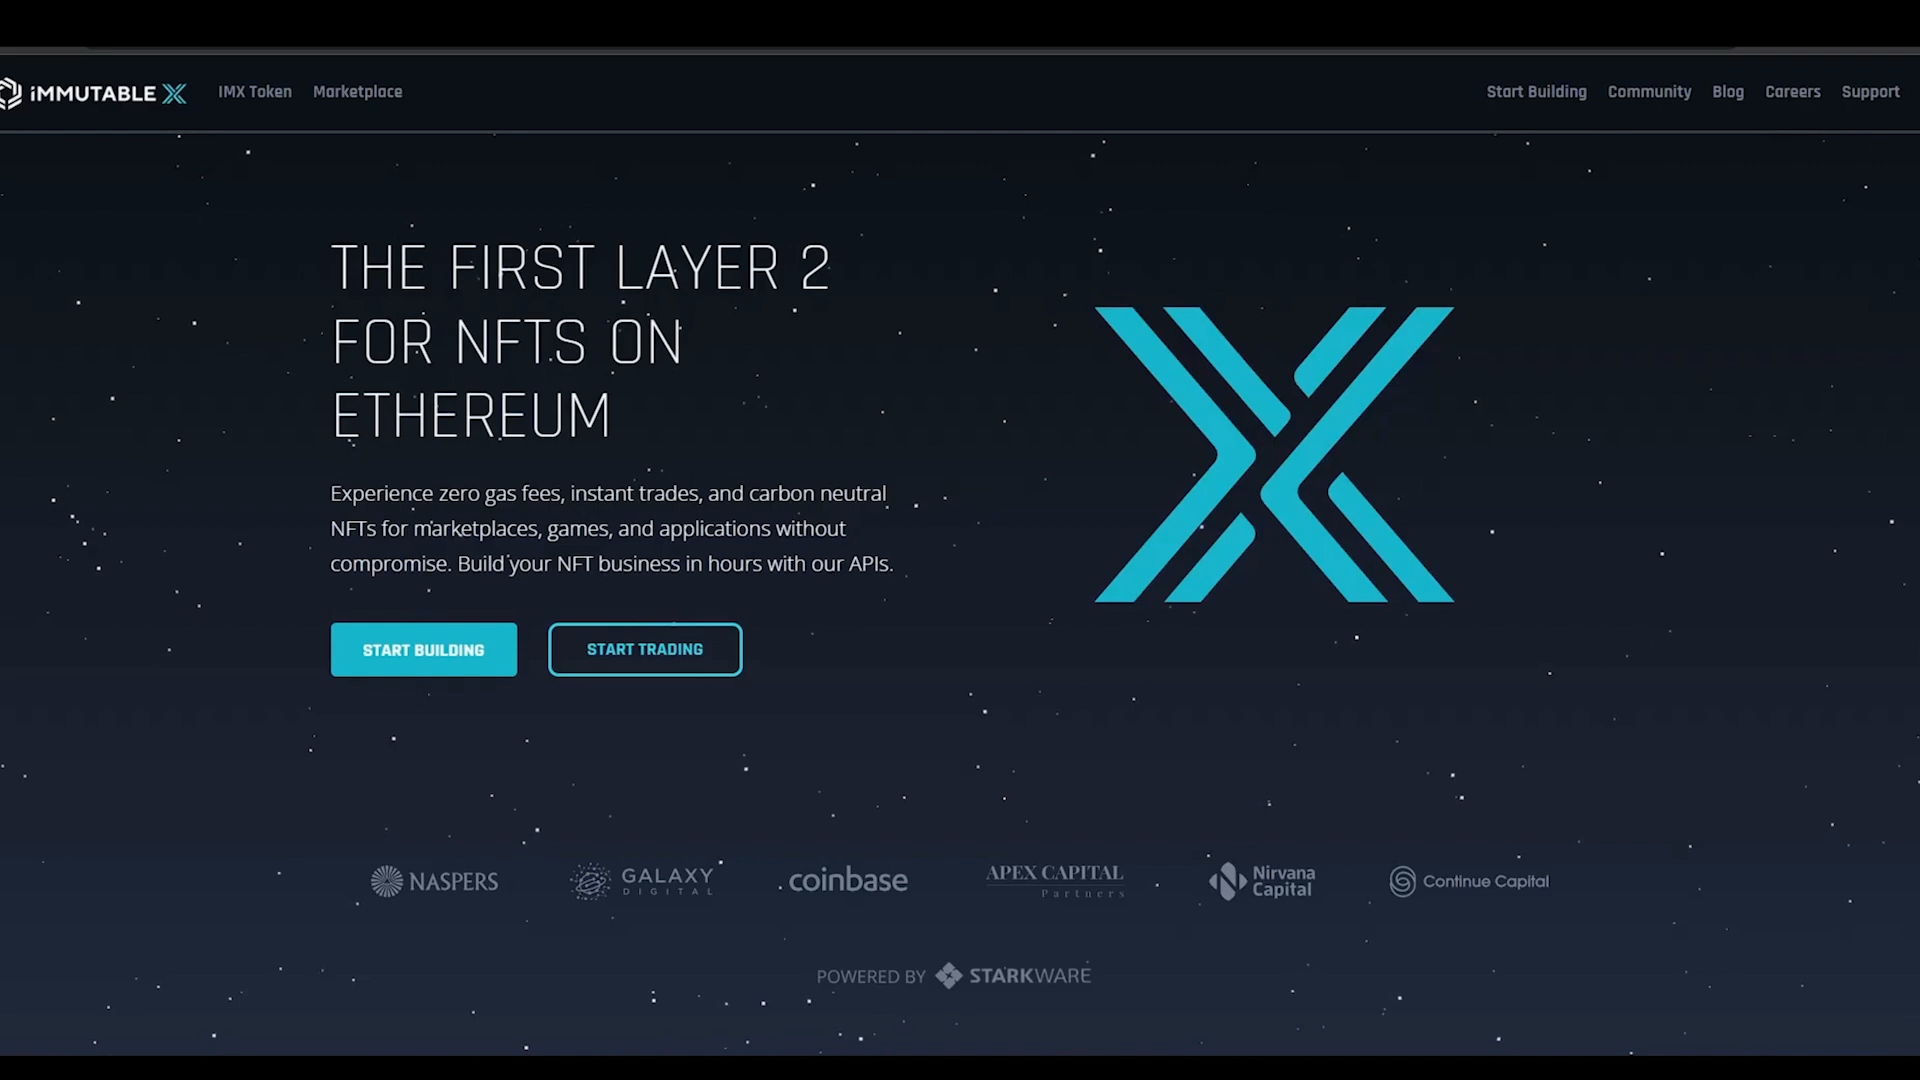 iMMUTABLE X
IMX Token
Marketplace
Start Building
Community
Blog
Careers
Support
THE FIRST LAYER 2
FOR NFTS ON
ETHEREUM
Experience zero gas fees, instant trades, and carbon neutral
NFTs for marketplaces, games, and applications without
compromise. Build your NFT business in hours with our APIs.
START BUILDING
START TRADING
NASPERS
GALAXY
DIGITAL
coinbase
APEX CAPITAL
Partners
Nirvana
Capital
Continue Capital
POWERED BY STARKWARE